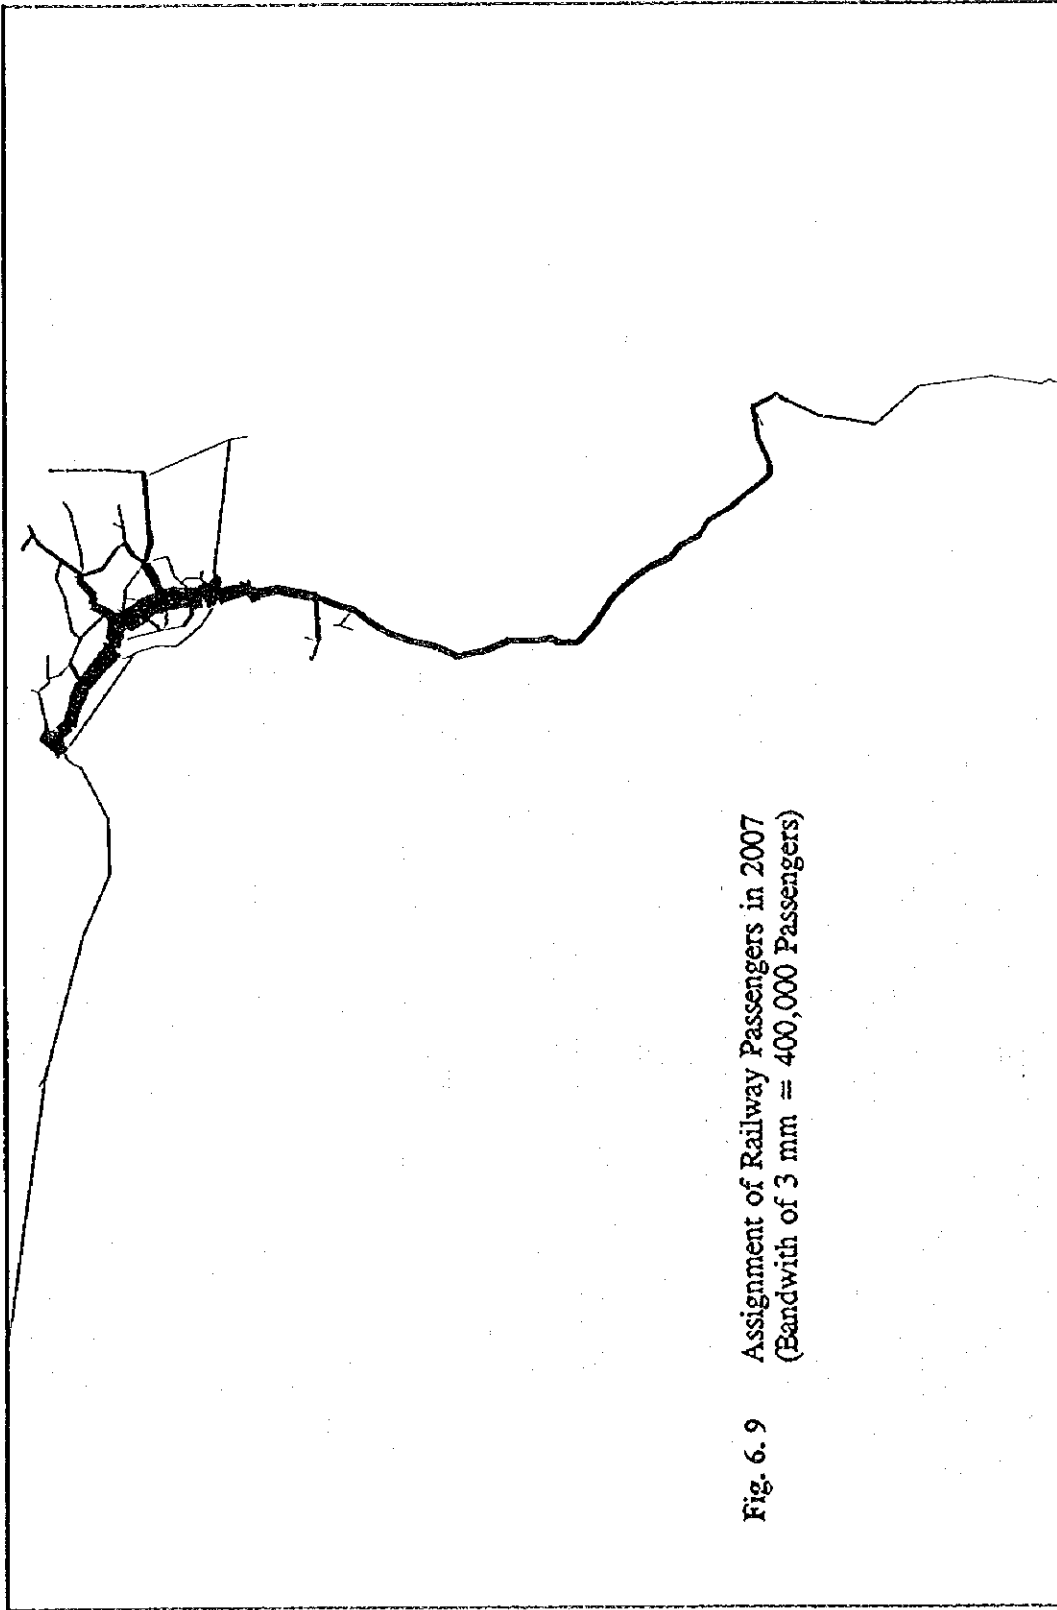 Fig. 6. 9 Assignment of Railway Passengers in 2007
(Bandwith of 3 mm = 400,000 Passengers)